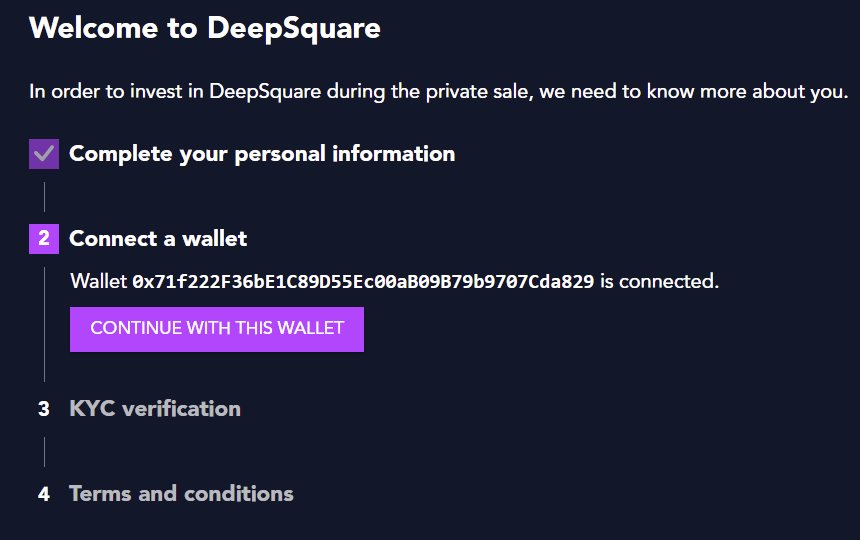 Welcome to DeepSquare
In order to invest in DeepSquare during the private sale, we need to know more about you.
Complete your personal information
2 Connect a wallet
Wallet 0x71f222F36bE1C89D55Ec00aB09B79b9707Cda829 is connected.
CONTINUE WITH THIS WALLET
3 KYC verification
4 Terms and conditions